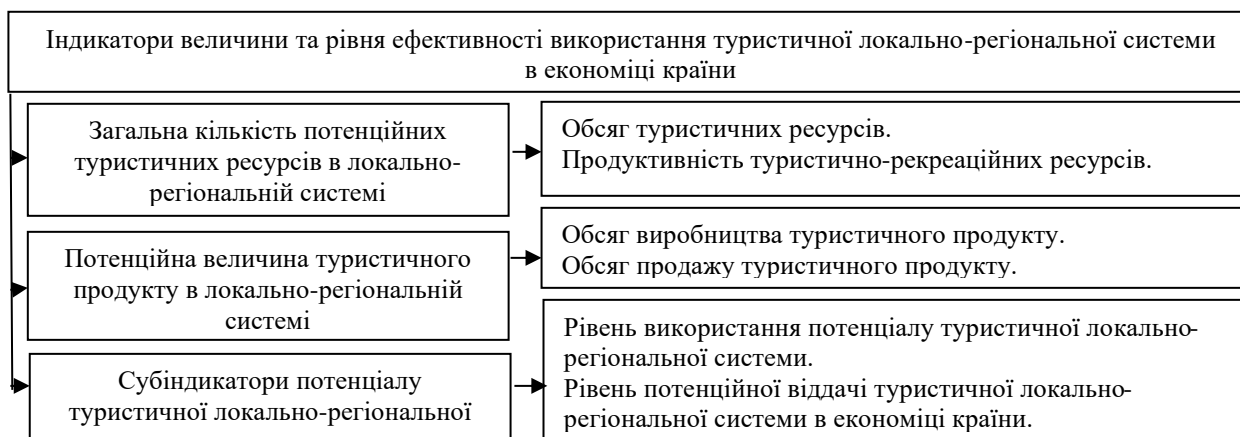 Індикатори величини та рівня ефективності використання туристичної локально-регіональної системи
в економіці країни
Загальна кількість потенційних
туристичних ресурсів в локально-
регіональній системі
Обсяг туристичних ресурсів.
Продуктивність туристично-рекреаційних ресурсів.
Потенційна величина туристичного
продукту в локально-регіональній
системі
Обсяг виробництва туристичного продукту.
Обсяг продажу туристичного продукту.
Субіндикатори потенціалу
туристичної локально-регіональної
Рівень використання потенціалу туристичної локально-
регіональної системи.
Рівень потенційної віддачі туристичної локально-
регіональної системи в економіці країни.